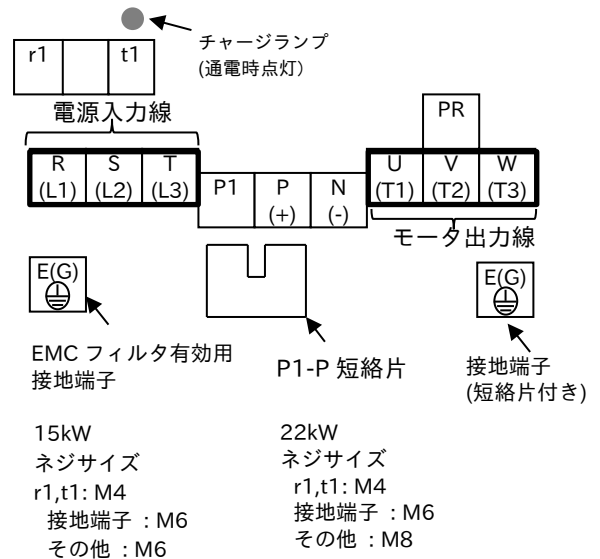 チャージランプ
(通電時点灯)
r1 t1
電源入力線
PR
R S T
(L1) (L2) (L3)
P1 P N
(+) (-)
U V W
(T1) (T2) (T3)
モータ出力線
E(G)
E(G)
EMC フィルタ有効用
接地端子
P1-P 短絡片
接地端子
(短絡片付き)
15kW
ネジサイズ
r1,t1: M4
接地端子 : M6
その他 : M6
22kW
ネジサイズ
r1,t1: M4
接地端子 : M6
その他 : M8